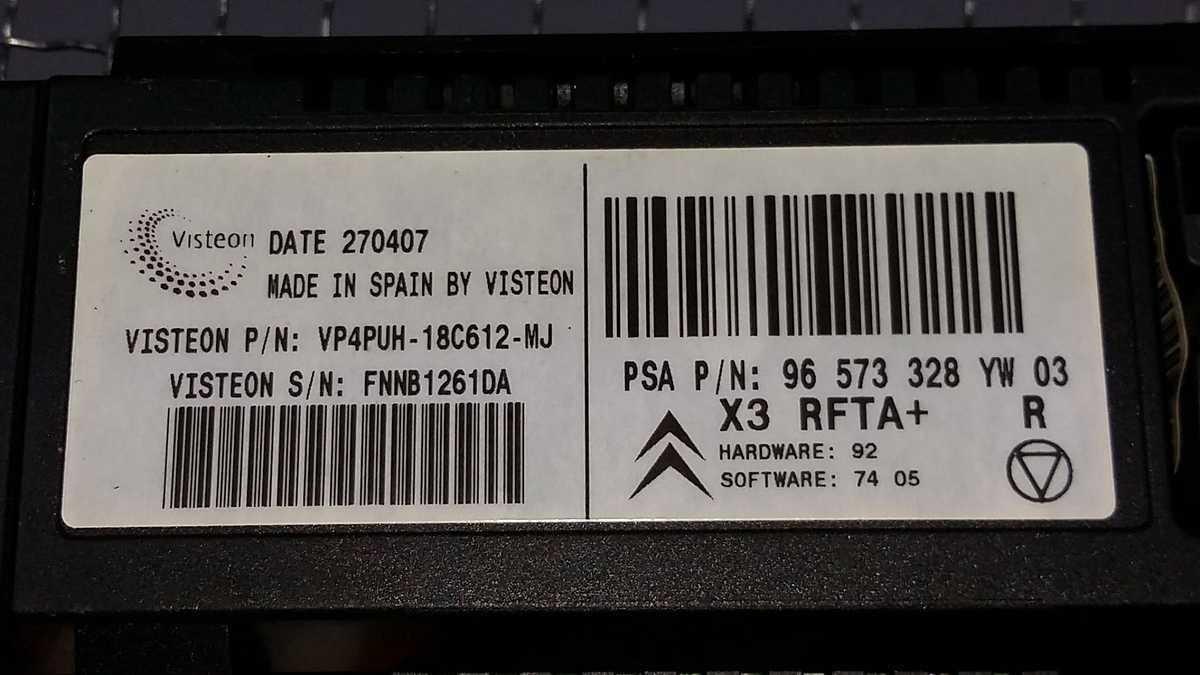 Visteon
DATE 270407
MADE IN SPAIN BY VISTEON
VISTEON P/N: VP4PUH-18C612-MJ
VISTEON S/N: FNNB1261DA
PSA P/N: 96 573 328 YW 03
X3 RFTA+ R
HARDWARE: 92
SOFTWARE: 74 05